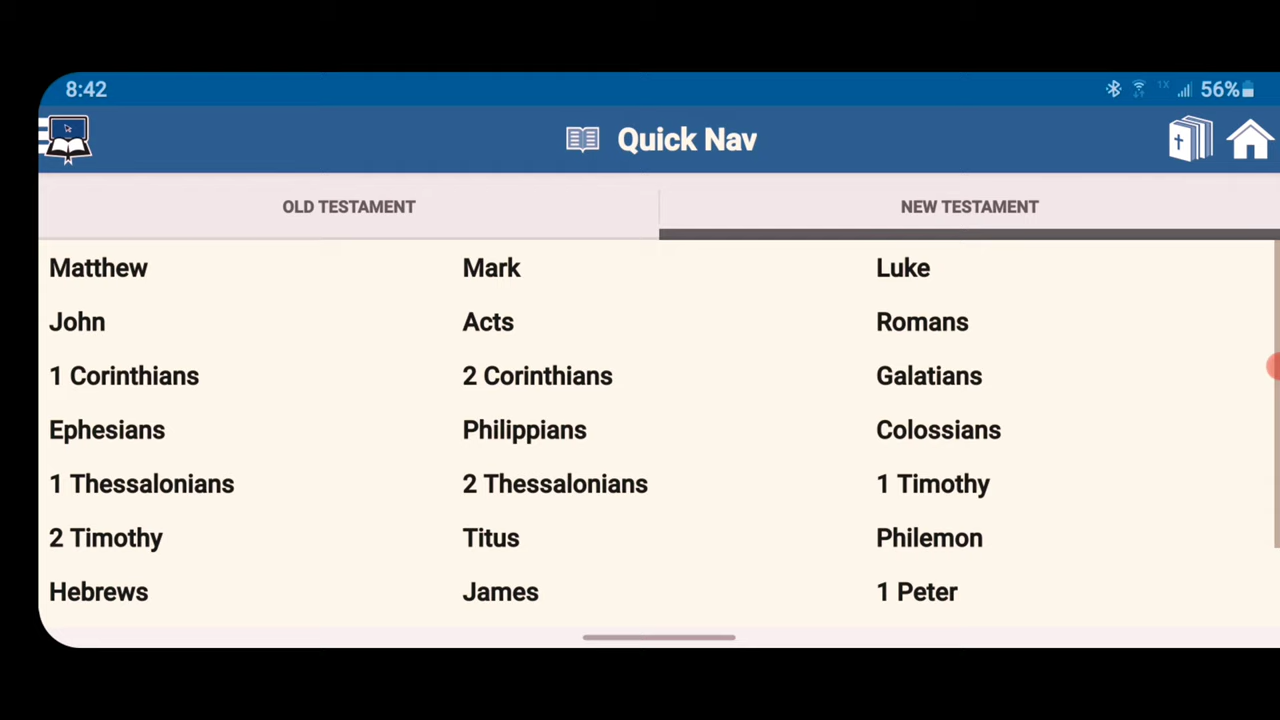 8:42
1X
56%
Quick Nav
OLD TESTAMENT
NEW TESTAMENT
Matthew Mark Luke
John Acts Romans
1 Corinthians 2 Corinthians Galatians
Ephesians Philippians Colossians
1 Thessalonians 2 Thessalonians 1 Timothy
2 Timothy Titus Philemon
Hebrews James 1 Peter